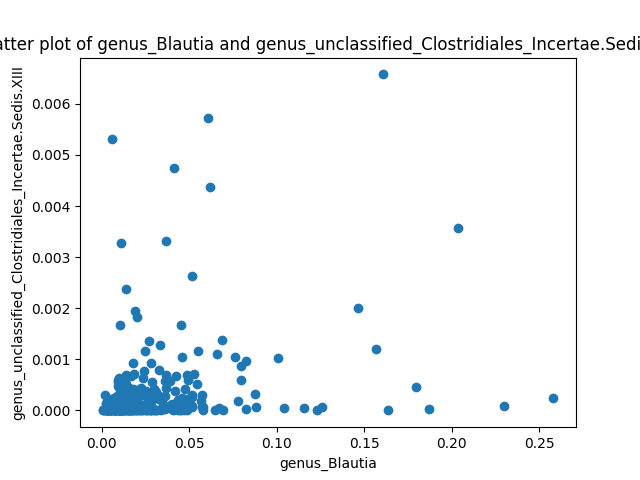 atter plot of genus_Blautia and genus_unclassified_Clostridiales_Incertae.Sedi
genus_unclassified_Clostridiales_Incertae.Sedis.XIII
0.006
0.005
0.004
0.003
0.002
0.001
0.000
0.00 0.05 0.10 0.15 0.20 0.25
genus_Blautia